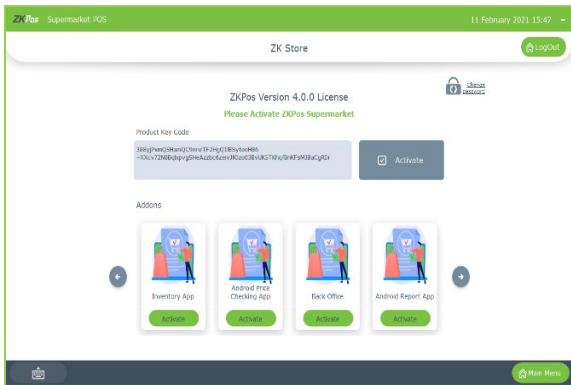 ZKPos Supermarket POS
11 February 2021 15:47
ZK Store
LogOut
ZKPos Version 4.0.0 License
Change
password
Please Activate ZKPos Supermarket
Product Key Code
Activate
Addons
Inventory App
Android Price
Checking App
Back Office
Android Report App
Activate
Activate
Activate
Activate
Main Menu